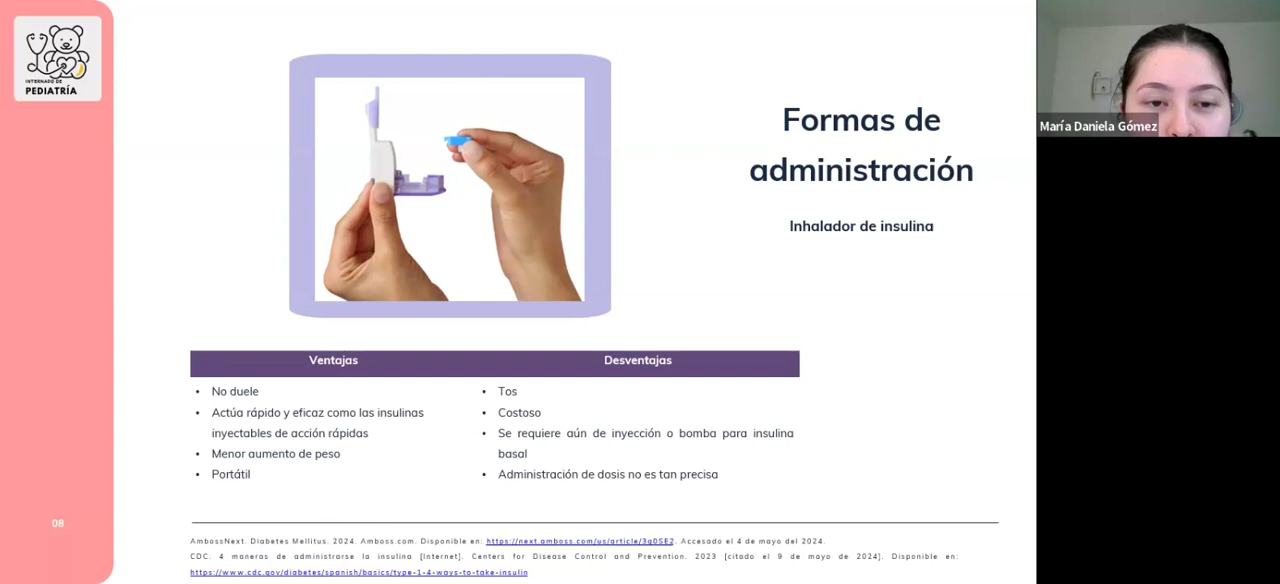 INTERNADO DE
PEDIATRÍA
Formas de
administración
Inhalador de insulina
María Daniela Gómez
Ventajas
Desventajas
• No duele
• Actúa rápido y eficaz como las insulinas
inyectables de acción rápidas
• Menor aumento de peso
• Portátil
• Tos
• Costoso
• Se requiere aún de inyección o bomba para insulina
basal
• Administración de dosis no es tan precisa
08
AmbossNext. Diabetes Mellitus. 2024. Amboss.com. Disponible en: https://next.amboss.com/us/article/3g0SE2. Accesado el 4 de mayo del 2024.
CDC. 4 moneras de administrarse la insulina [Internet]. Centers for Disease Control and Prevention. 2023 [citado el 9 de mayo de 2024]. Disponible en:
https://www.cdc.gov/diabetes/spanish/basics/type-1-4-ways-to-take-insulin